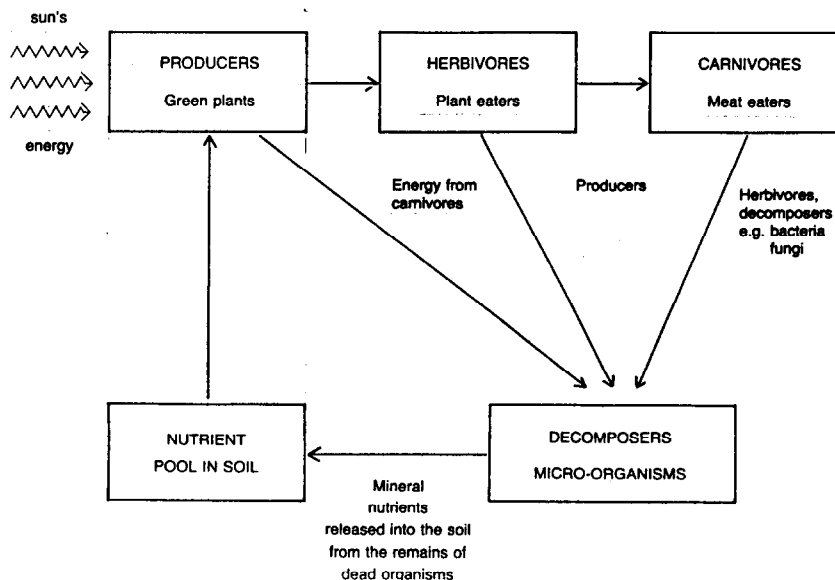 sun's
energy
PRODUCERS
Green plants
HERBIVORES
Plant eaters
CARNIVORES
Meat eaters
Energy from
carnivores
Producers
Herbivores,
decomposers
e.g. bacteria
fungi
NUTRIENT
POOL IN SOIL
DECOMPOSERS
MICRO-ORGANISMS
Mineral
nutrients
released into the soil
from the remains of
dead organisms